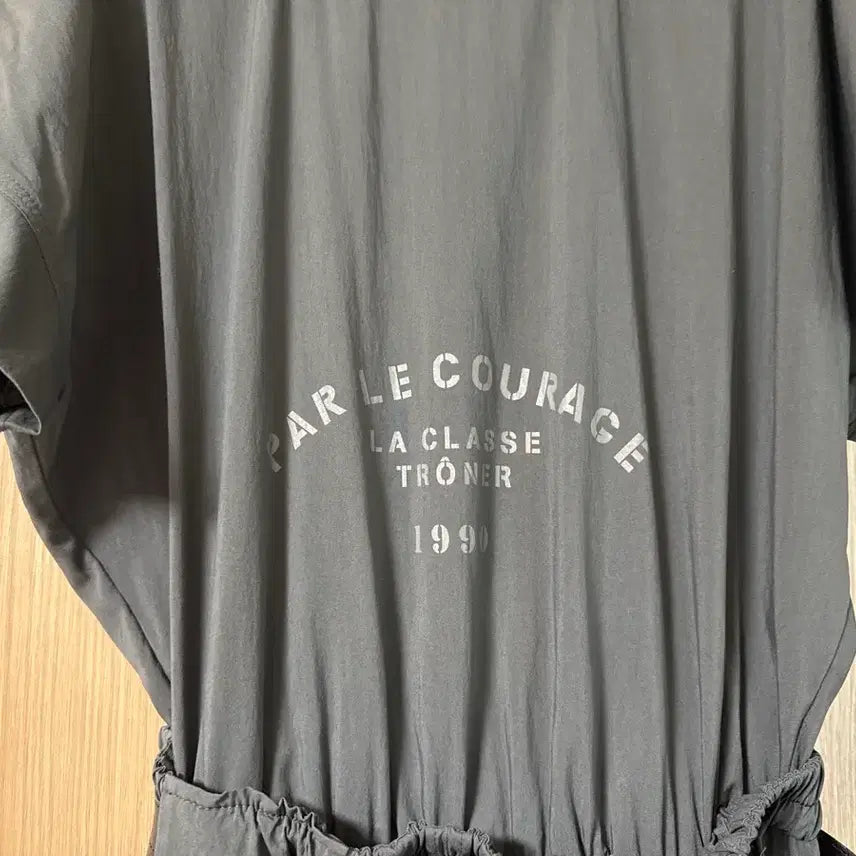 PAR LE COURAGE
LA CLASSE
TRÔNER
1990